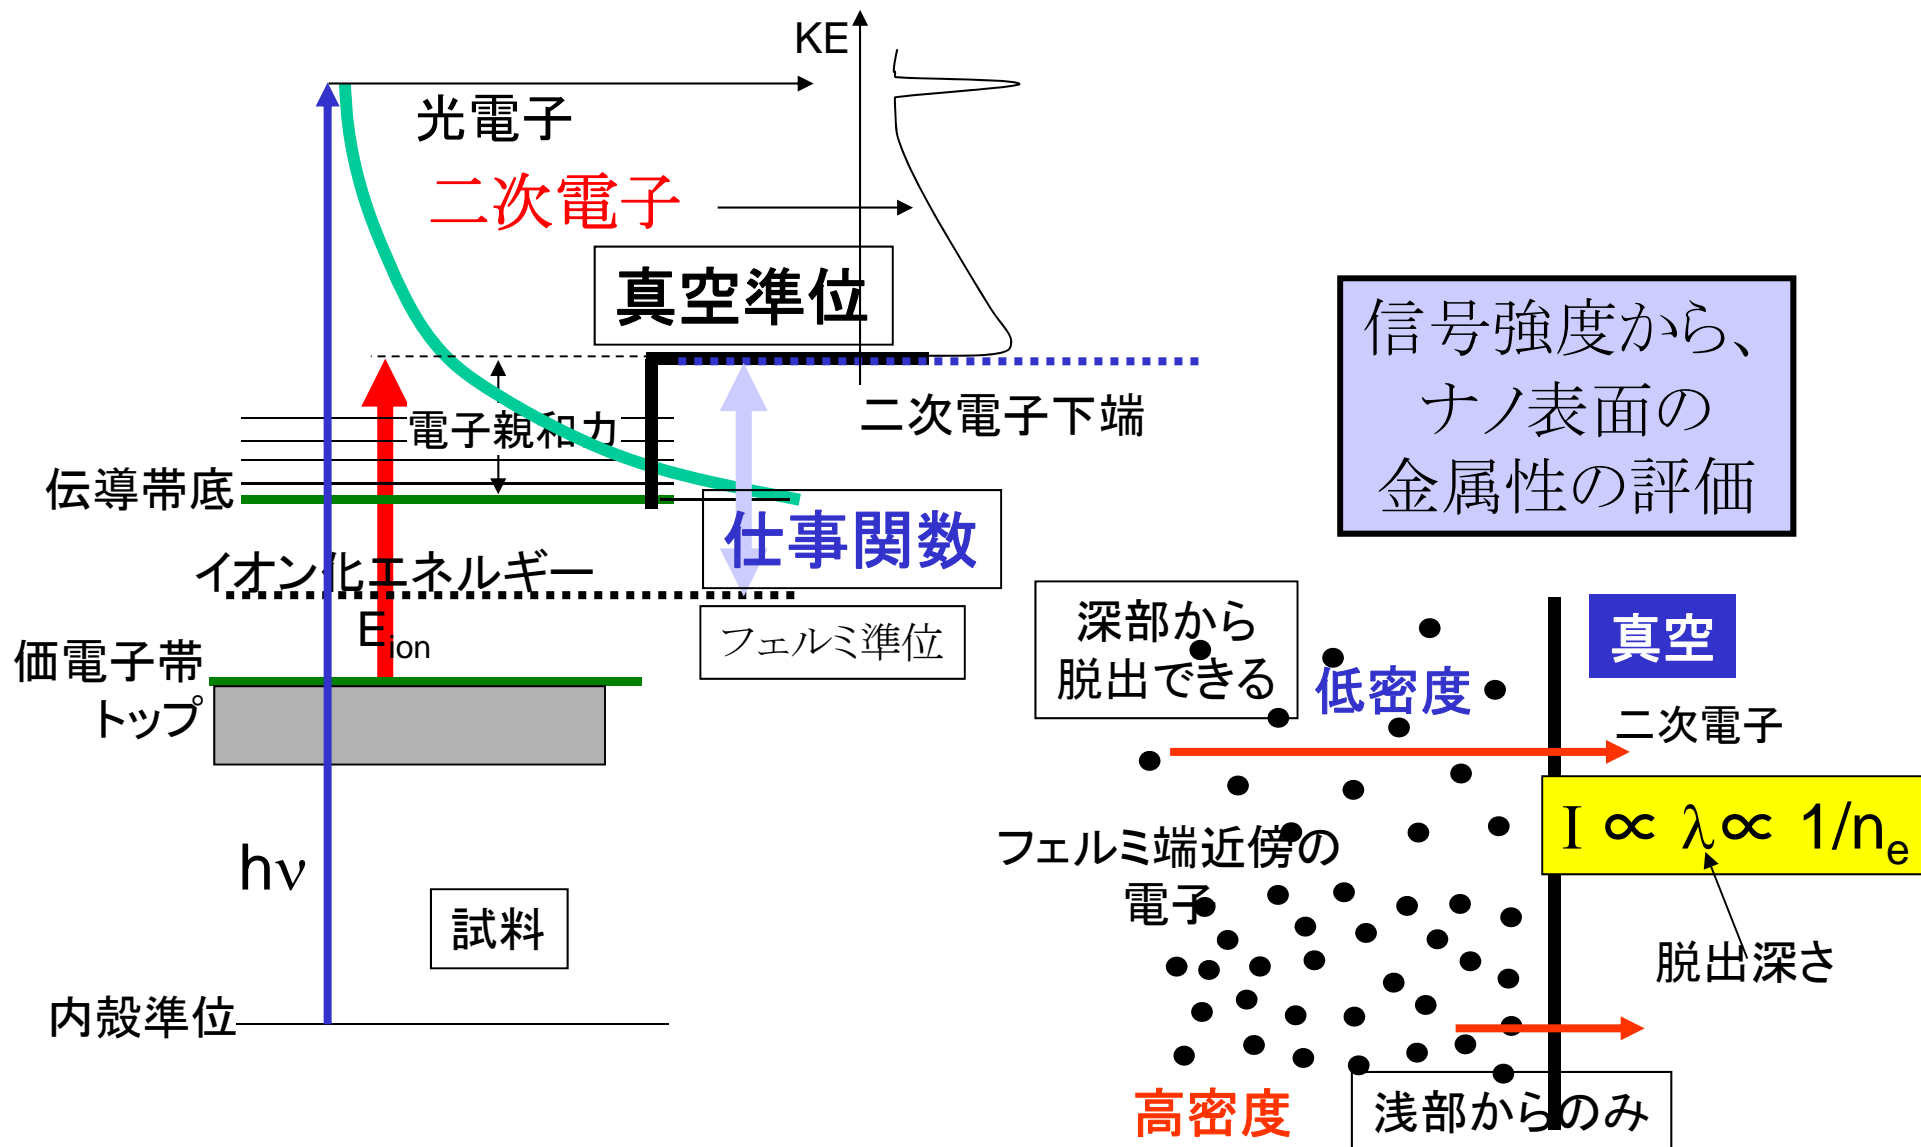 KE
光電子
二次電子
真空準位
電子親和力
二次電子下端
伝導帯底
仕事関数
イオン化エネルギー
Eion
フェルミ準位
価電子帯
トップ
hν
試料
内殻準位
信号強度から、
ナノ表面の
金属性の評価
深部から
脱出できる
低密度
真空
二次電子
I ∝ λ∝ 1/ne
フェルミ端近傍の
電子
脱出深さ
高密度
浅部からのみ